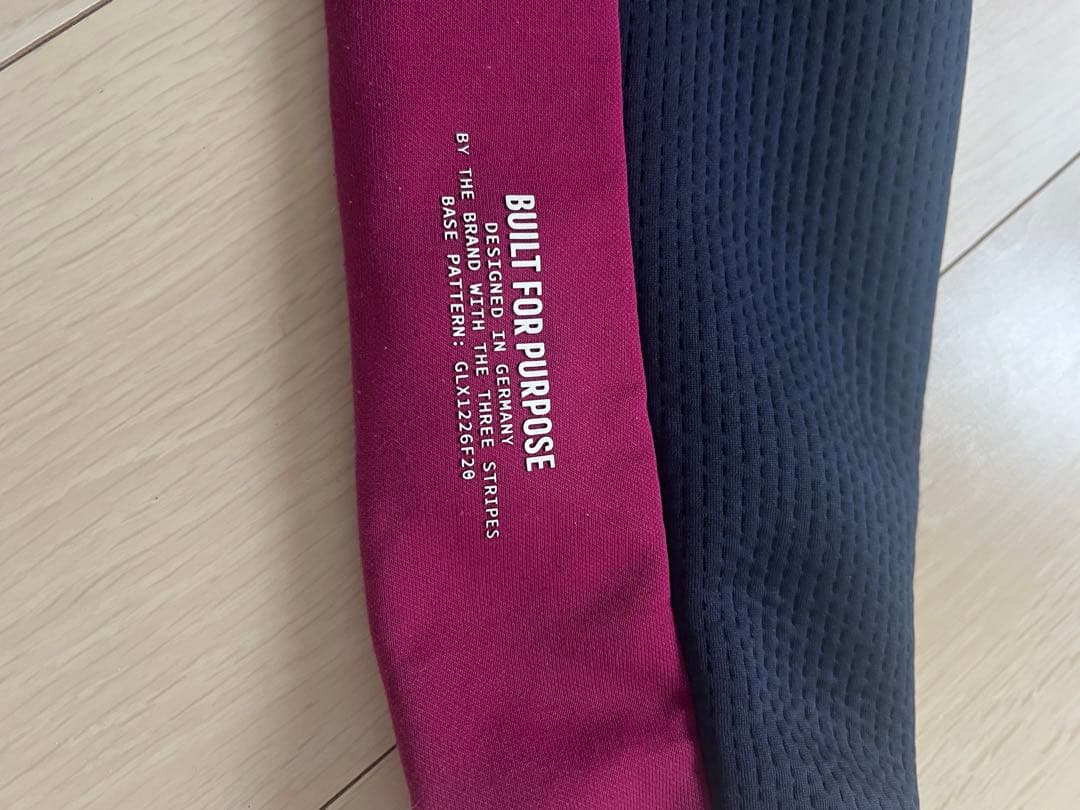 BUILT FOR PURPOSE
DESIGNED IN GERMANY
BY THE BRAND WITH THE THREE STRIPES
BASE PATTERN: GLX1226F20